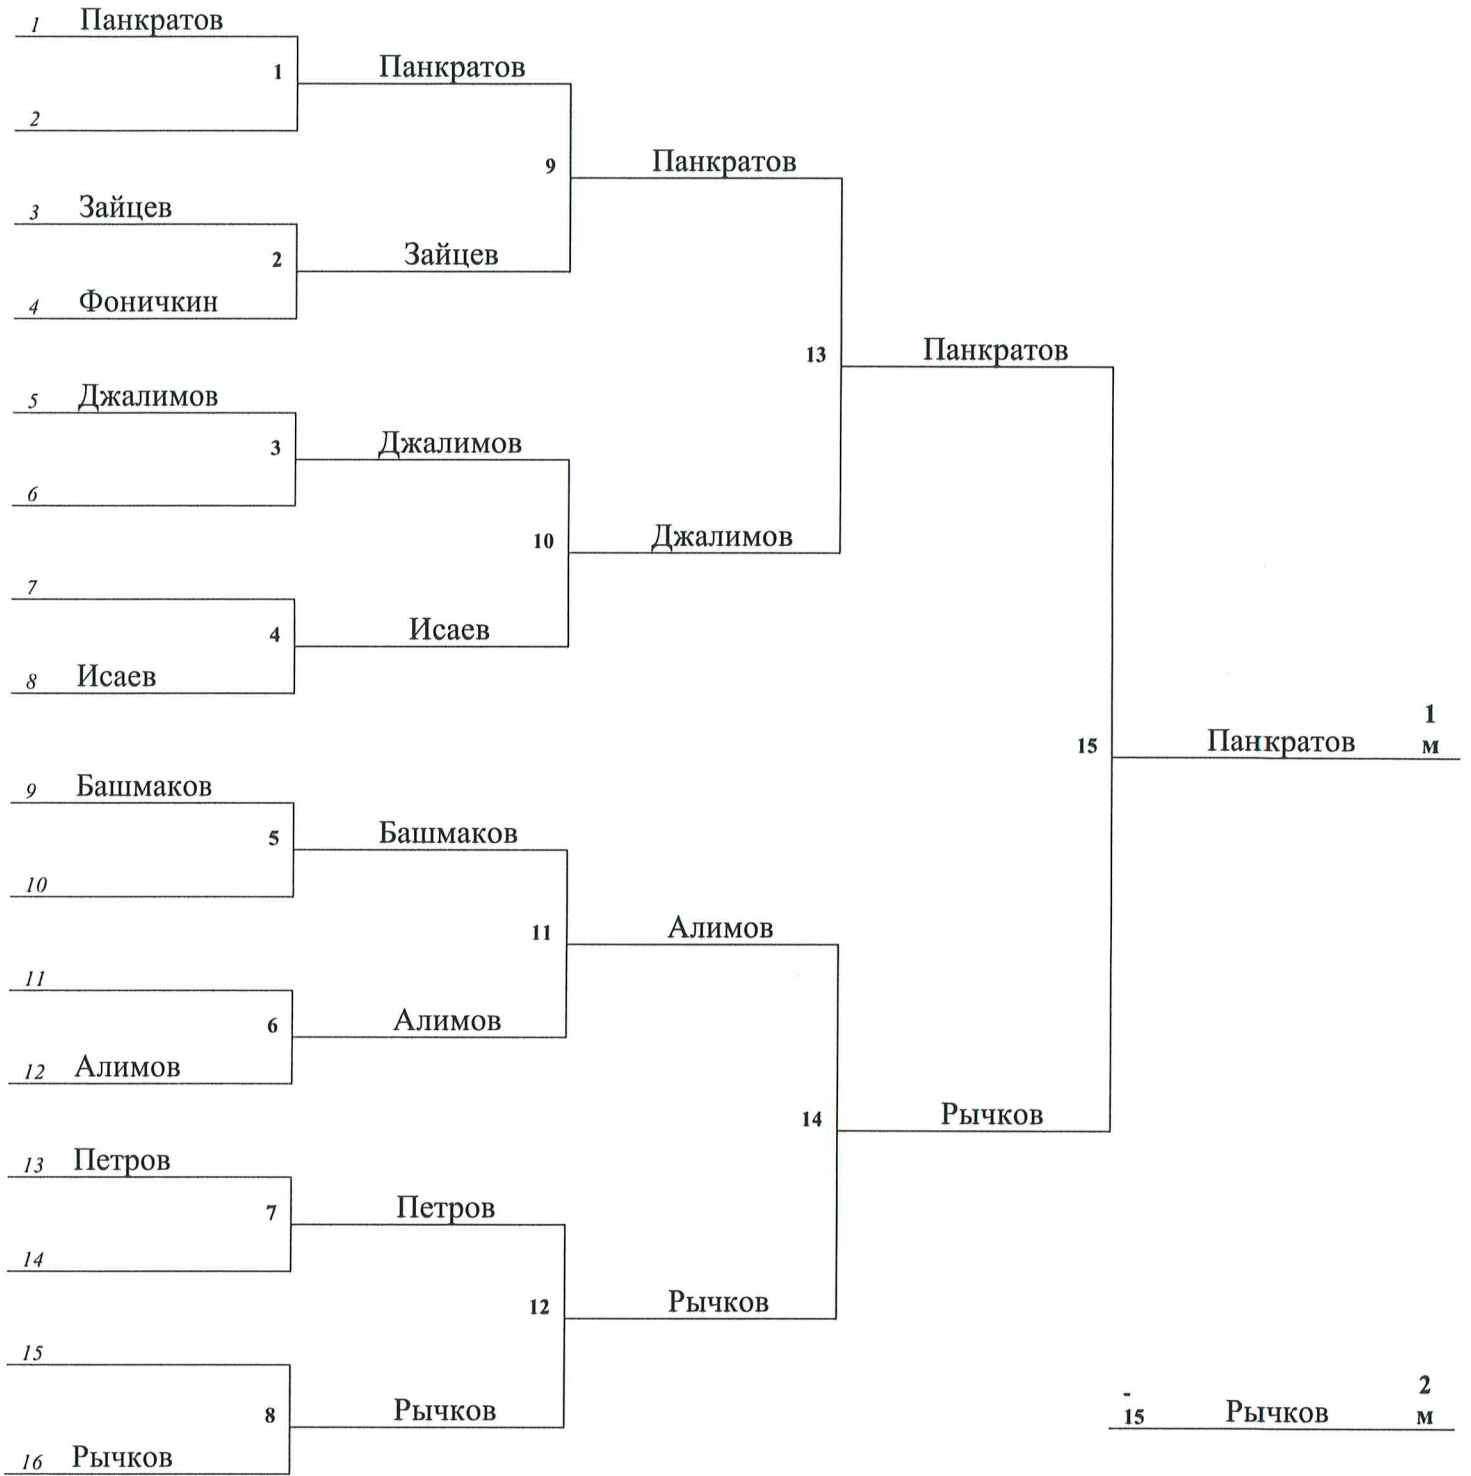 1 Панкратов
1 Панкратов
2
9 Панкратов
3 Зайцев
2 Зайцев
4 Фоничкин
13 Панкратов
5 Джалимов
3 Джалимов
6
10 Джалимов
7
4 Исаев
8 Исаев
15 Панкратов 1 м
9 Башмаков
5 Башмаков
10
11 Алимов
11
6 Алимов
12 Алимов
14 Рычков
13 Петров
7 Петров
14
12 Рычков
15
8 Рычков
16 Рычков
-15 Рычков 2 м